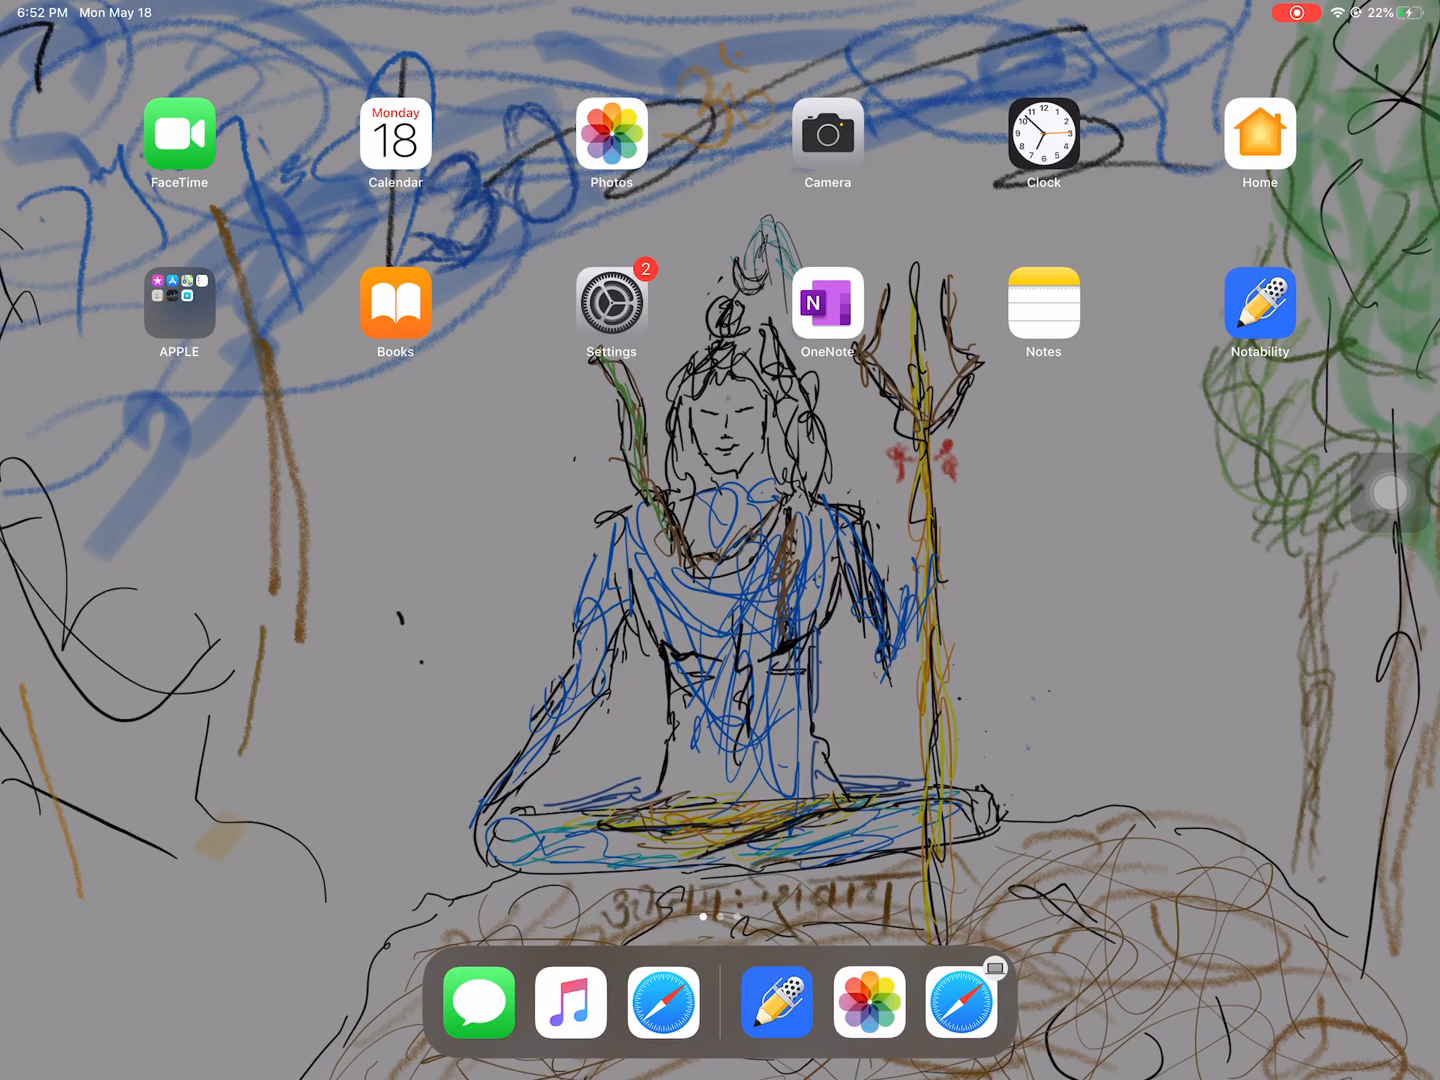 6:52 PM Mon May 18
22%
ॐ
Monday
18
FaceTime
Calendar
Photos
Camera
Clock
Home
2
N
APPLE
Books
Settings
OneNote
Notes
Notability